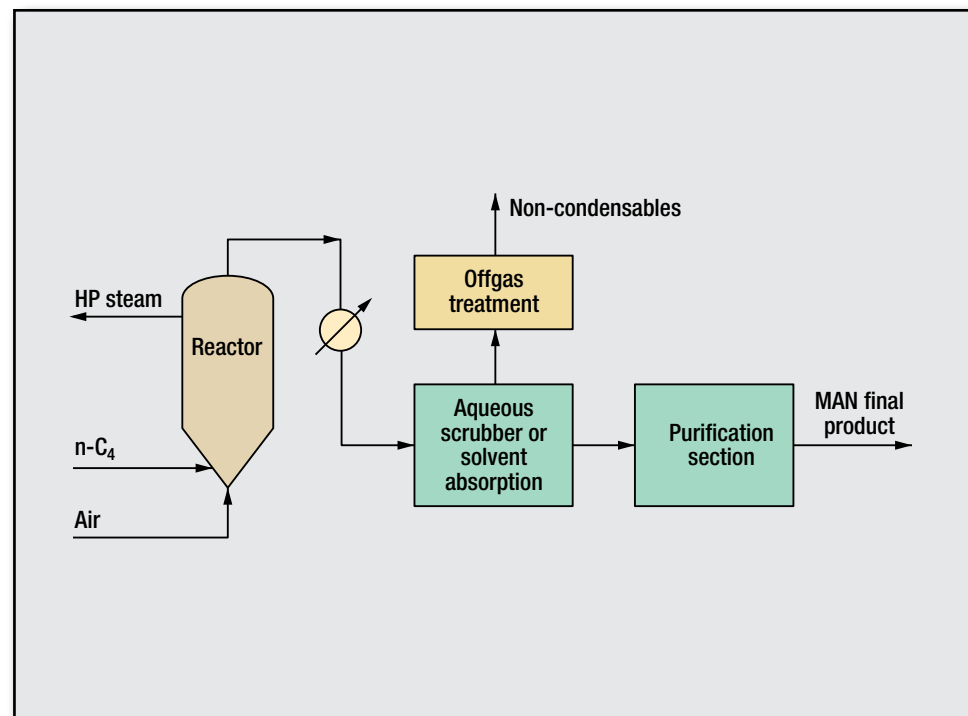 Non-condensables
Offgas
treatment
HP steam
Reactor
Aqueous
scrubber or
solvent
absorption
Purification
section
MAN final
product
n-C₄
Air